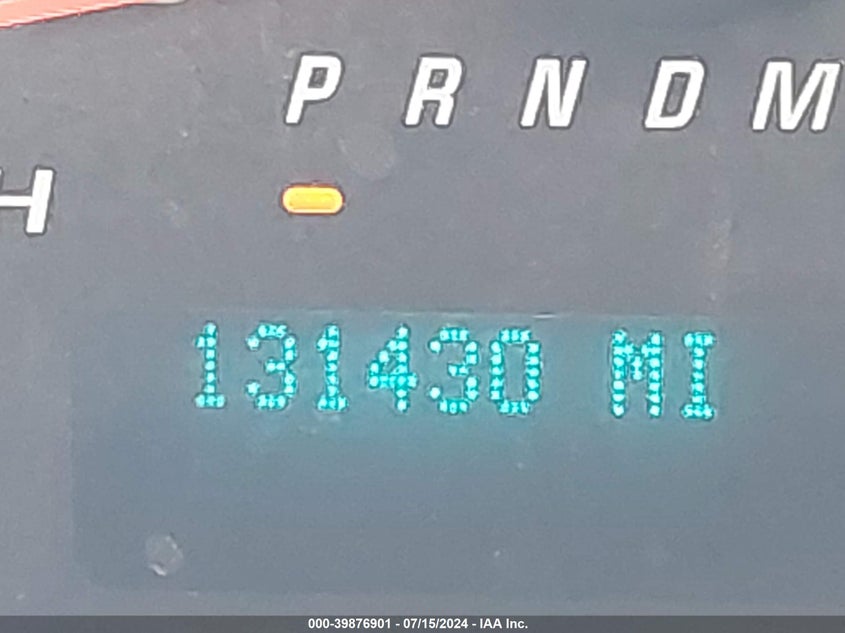 P R N D M
H
131430 MI
000-39876901 - 07/15/2024 - IAA Inc.